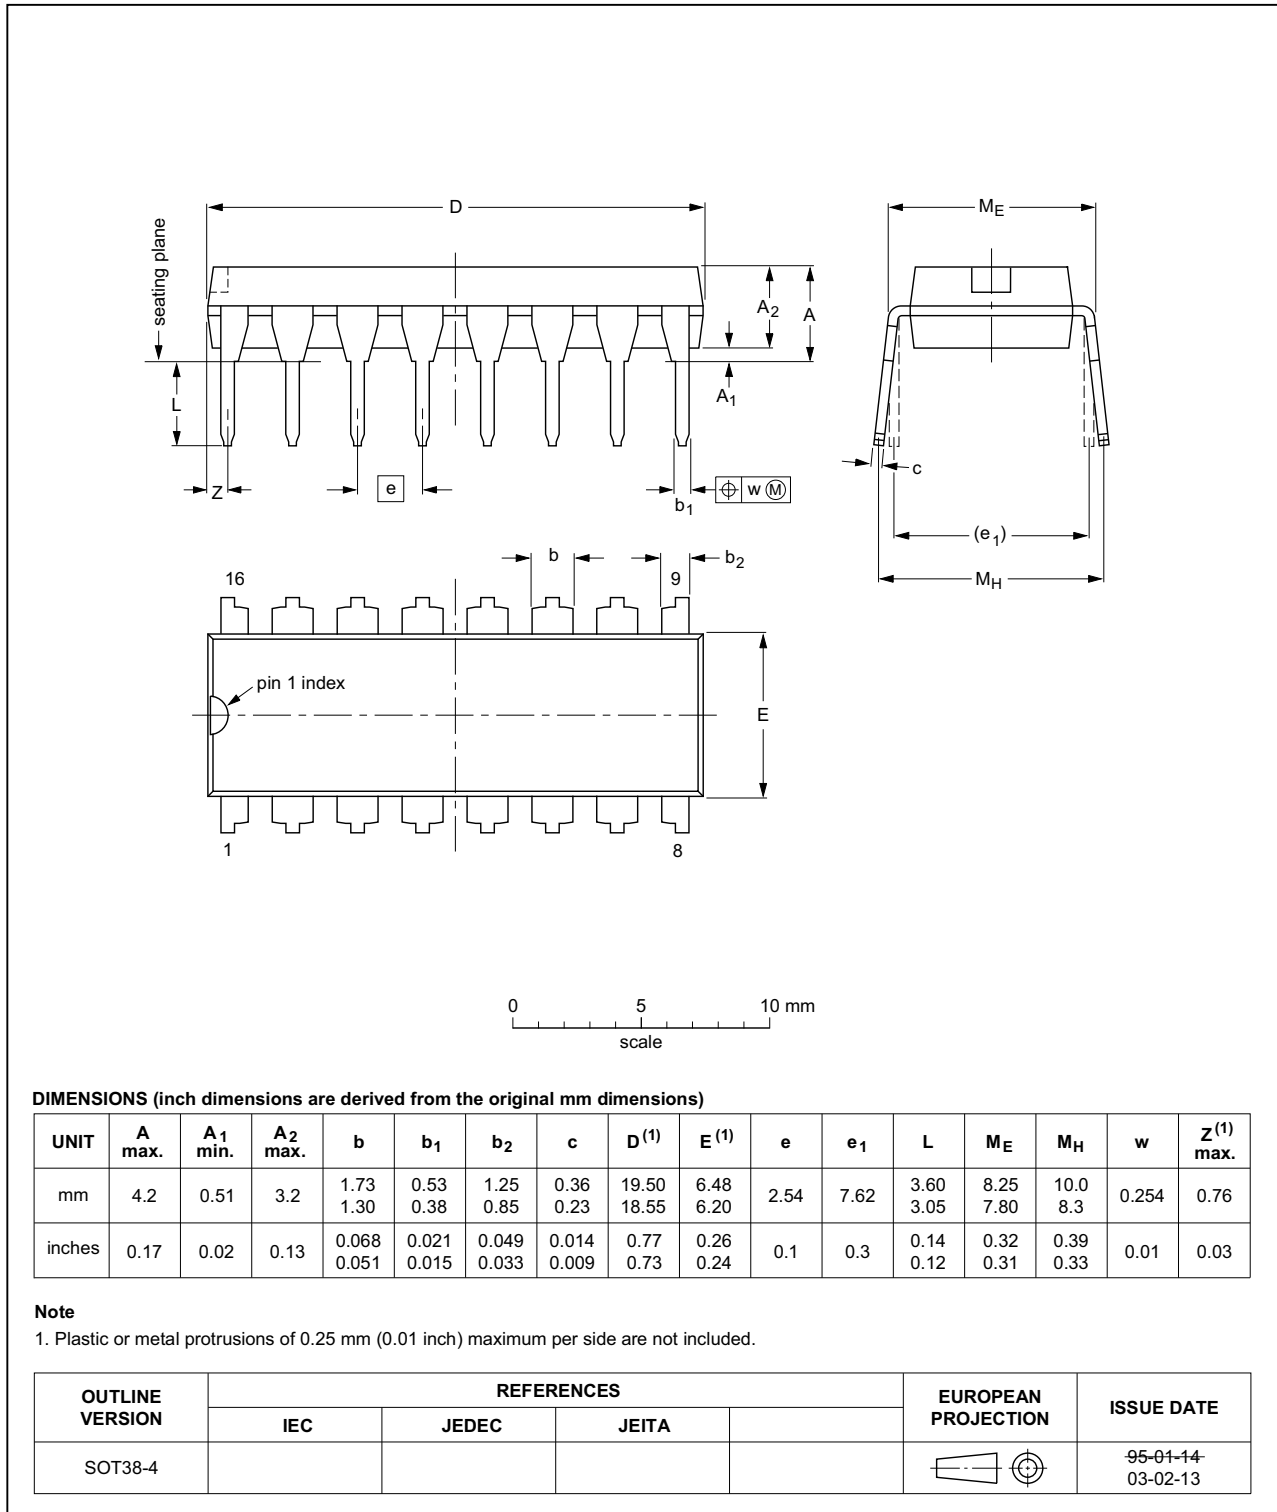 D
ME
seating plane
A2
A
L
A1
c
Z
e
b1
w M
(e1)
MH
b
b2
16
9
pin 1 index
E
1
8
0 5 10 mm
scale
DIMENSIONS (inch dimensions are derived from the original mm dimensions)
UNIT A max. A1 min. A2 max. b b1 b2 c D(1) E(1) e e1 L ME MH w Z(1) max.
mm 4.2 0.51 3.2 1.73 1.30 0.53 0.38 1.25 0.85 0.36 0.23 19.50 18.55 6.48 6.20 2.54 7.62 3.60 3.05 8.25 7.80 10.0 8.3 0.254 0.76
inches 0.17 0.02 0.13 0.068 0.051 0.021 0.015 0.049 0.033 0.014 0.009 0.77 0.73 0.26 0.24 0.1 0.3 0.14 0.12 0.32 0.31 0.39 0.33 0.01 0.03
Note
1. Plastic or metal protrusions of 0.25 mm (0.01 inch) maximum per side are not included.
OUTLINE VERSION REFERENCES EUROPEAN PROJECTION ISSUE DATE
IEC JEDEC JEITA
SOT38-4 95-01-14
03-02-13